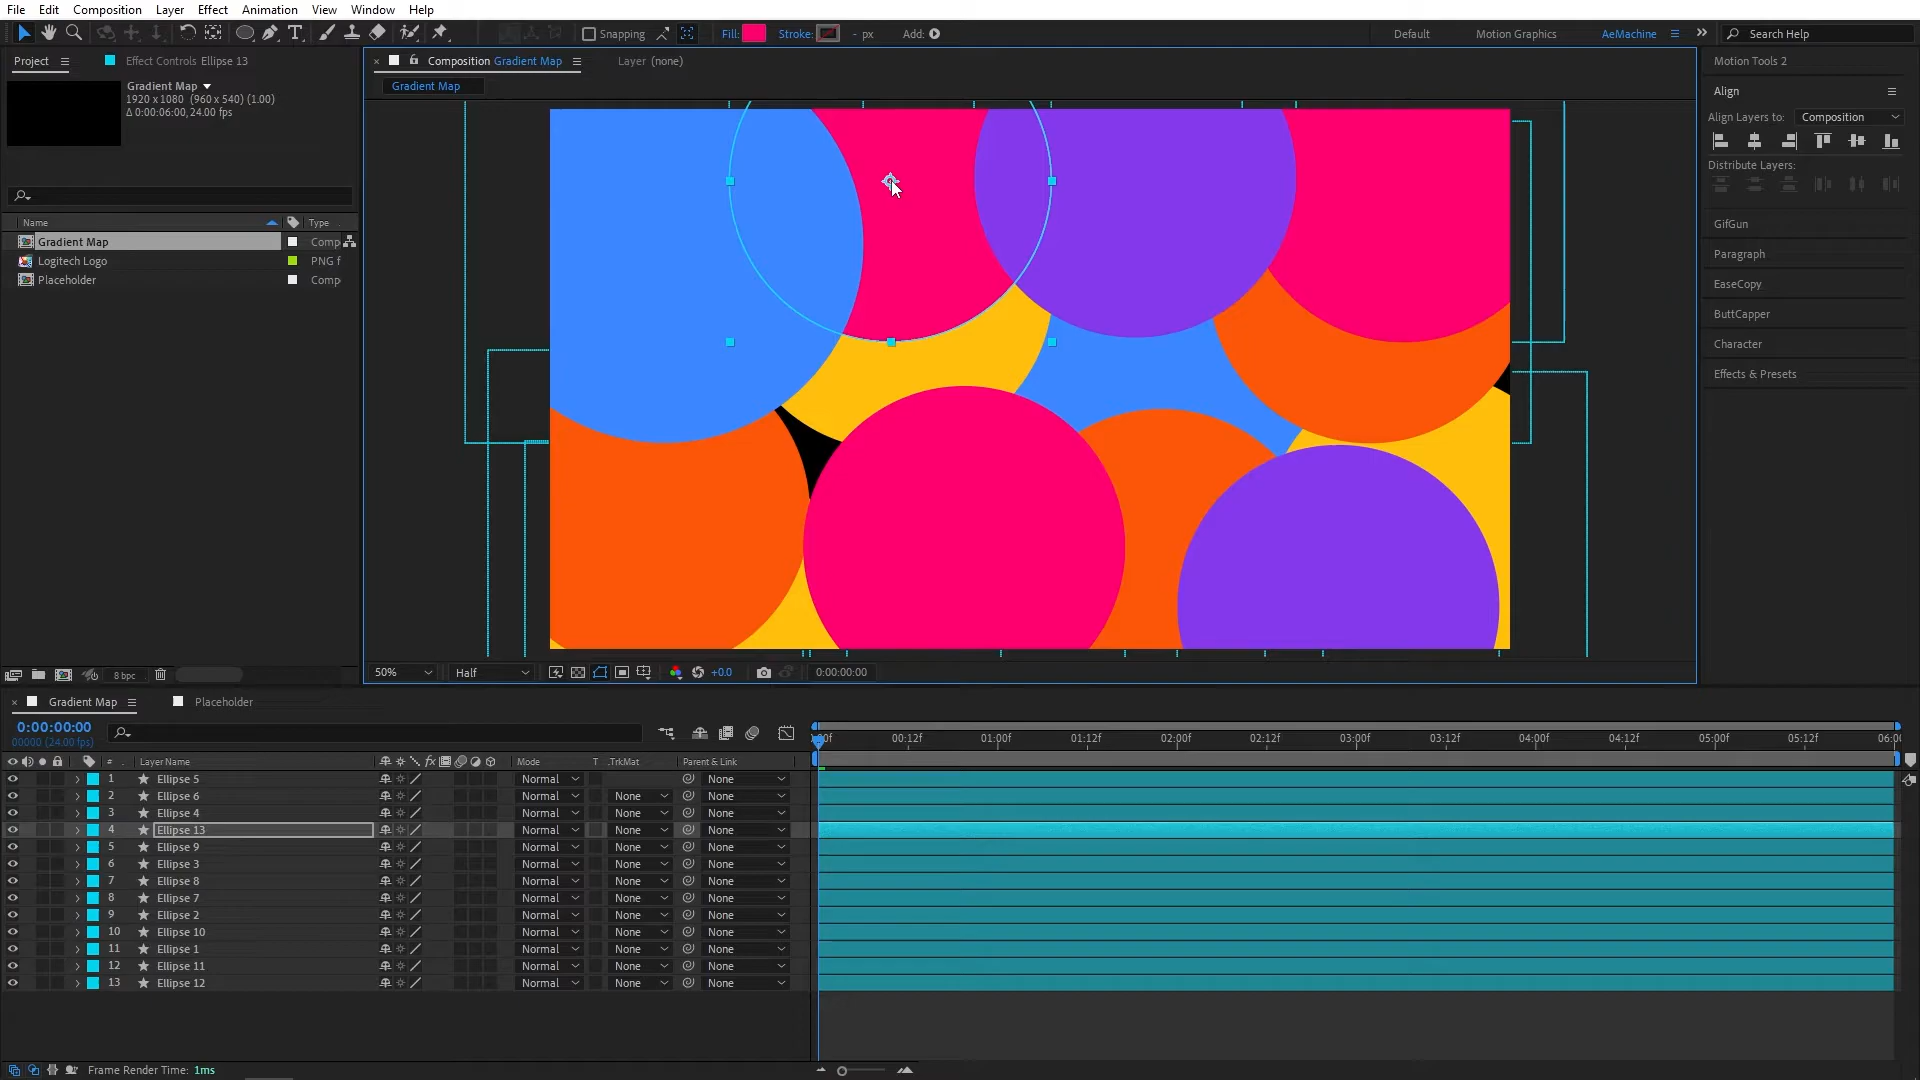 File Edit Composition Layer Effect Animation View Window Help
Snapping Fill: Stroke: - px Add: Default Motion Graphics AeMachine Search Help
Project Effect Controls Ellipse 13
Composition Gradient Map Layer (none)
Gradient Map
Gradient Map
1920 x 1080 (960 x 540) (1.00)
Δ 0:00:06:00, 24.00 fps
Name Type
Gradient Map Comp
Logitech Logo PNG f
Placeholder Comp
8 bpc
50% Half +0.0 0:00:00:00
Motion Tools 2
Align
Align Layers to: Composition
Distribute Layers:
GifGun
Paragraph
EaseCopy
ButtCapper
Character
Effects & Presets
Gradient Map Placeholder
0:00:00:00
00000 (24.00 fps)
00f 00:12f 01:00f 01:12f 02:00f 02:12f 03:00f 03:12f 04:00f 04:12f 05:00f 05:12f 06:00
# Layer Name fx Mode T .TrkMat Parent & Link
1 Ellipse 5 Normal None
2 Ellipse 6 Normal None None
3 Ellipse 4 Normal None None
4 Ellipse 13 Normal None None
5 Ellipse 9 Normal None None
6 Ellipse 3 Normal None None
7 Ellipse 8 Normal None None
8 Ellipse 7 Normal None None
9 Ellipse 2 Normal None None
10 Ellipse 10 Normal None None
11 Ellipse 1 Normal None None
12 Ellipse 11 Normal None None
13 Ellipse 12 Normal None None
Frame Render Time: 1ms